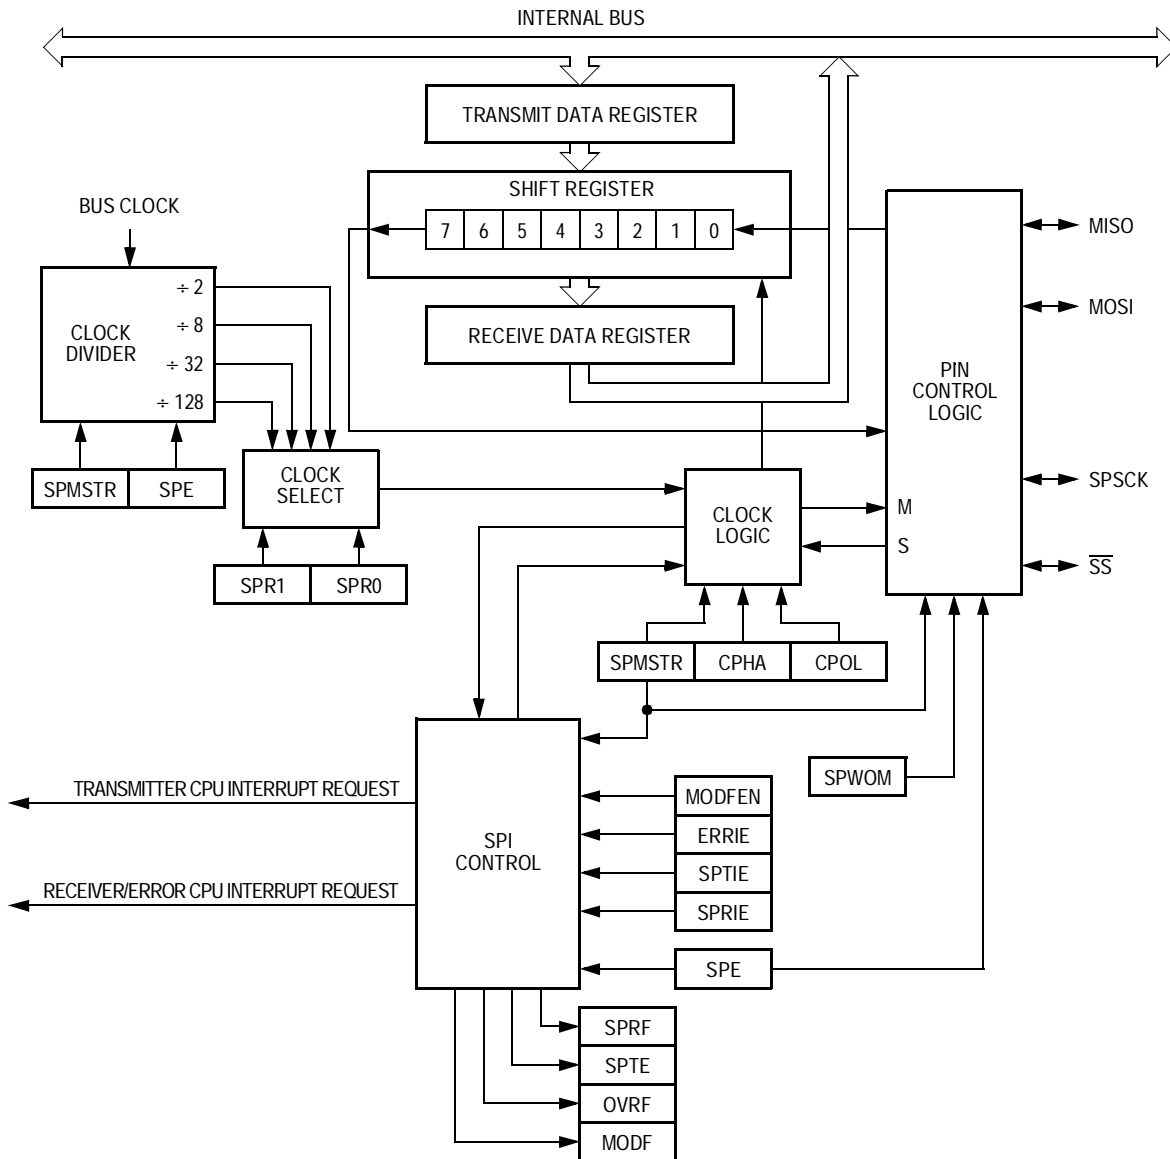 INTERNAL BUS
TRANSMIT DATA REGISTER
SHIFT REGISTER
7 6 5 4 3 2 1 0
RECEIVE DATA REGISTER
BUS CLOCK
CLOCK
DIVIDER
÷ 2
÷ 8
÷ 32
÷ 128
SPMSTR SPE
CLOCK
SELECT
SPR1 SPR0
CLOCK
LOGIC
M
S
PIN
CONTROL
LOGIC
MISO
MOSI
SPSCK
SS
SPMSTR CPHA CPOL
SPWOM
TRANSMITTER CPU INTERRUPT REQUEST
RECEIVER/ERROR CPU INTERRUPT REQUEST
SPI
CONTROL
MODFEN
ERRIE
SPTIE
SPRIE
SPE
SPRF
SPTE
OVRF
MODF